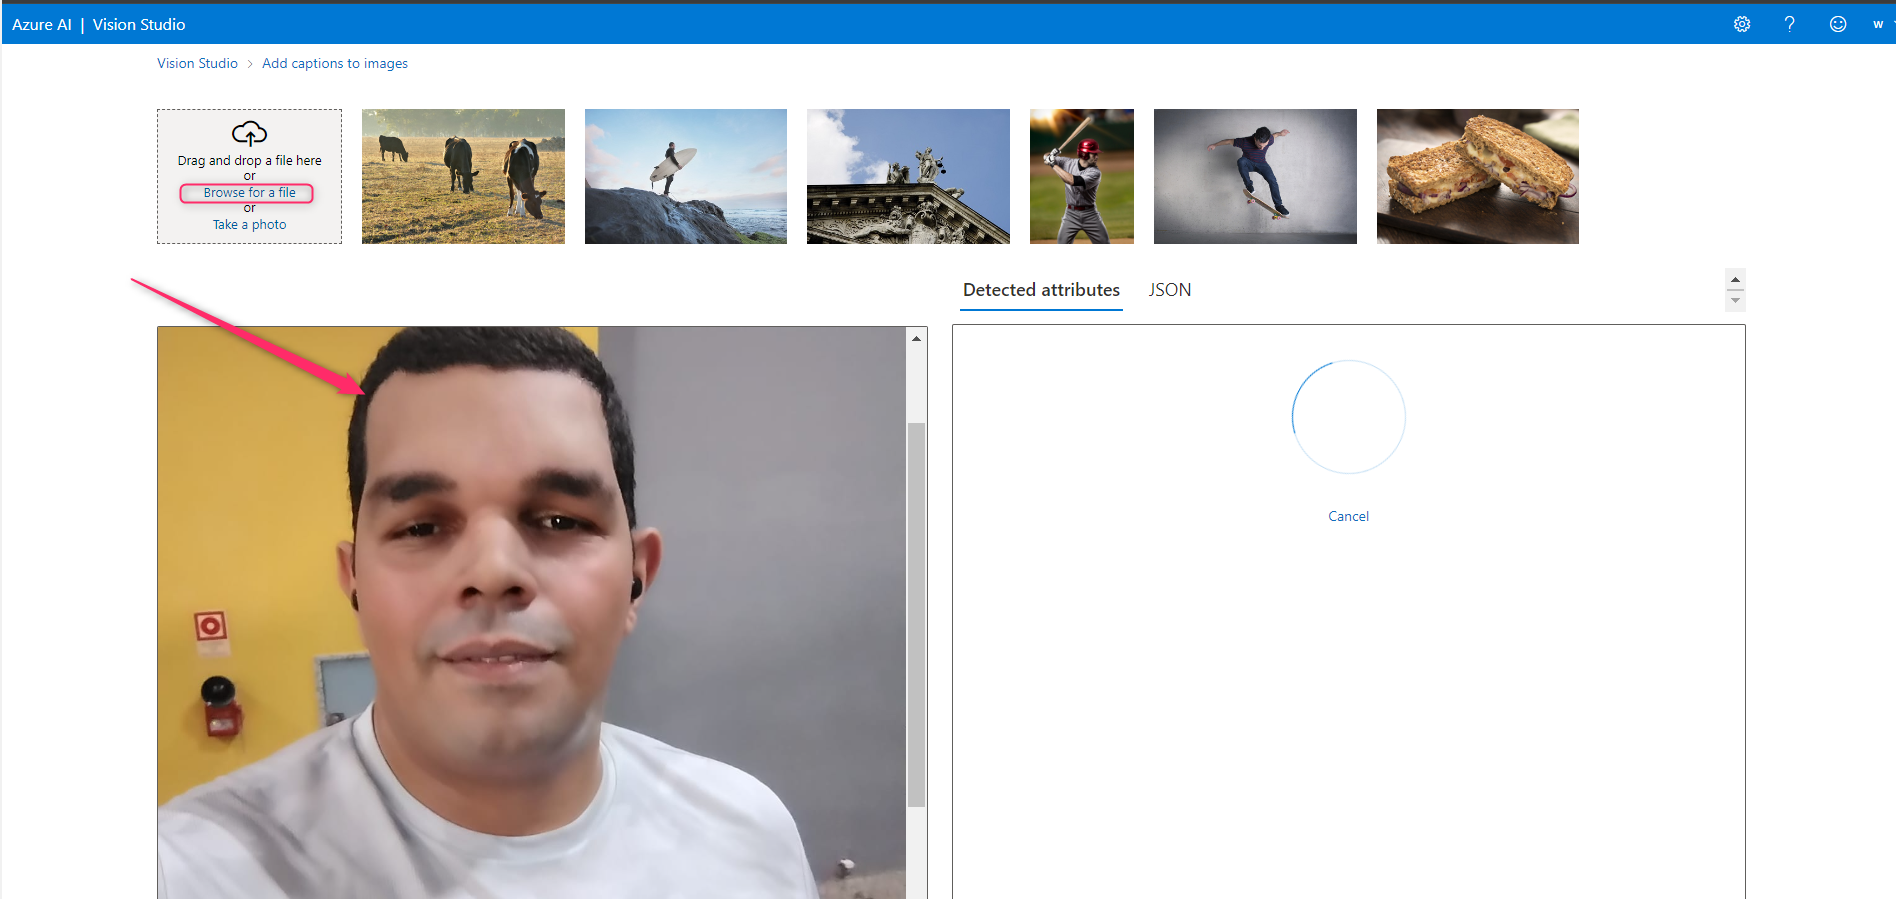 Azure AI | Vision Studio
w
Vision Studio > Add captions to images
Drag and drop a file here
or
Browse for a file
or
Take a photo
Detected attributes
JSON
Cancel